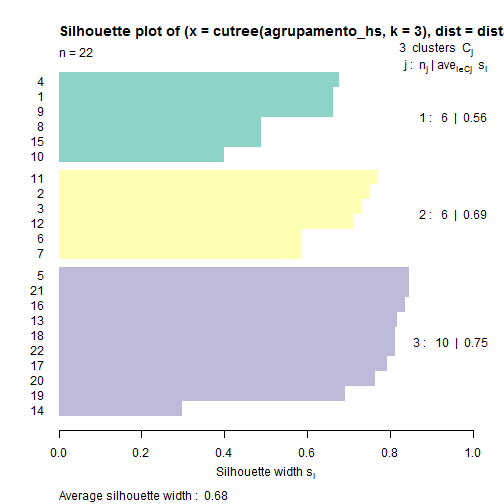 Silhouette plot of (x = cutree(agrupamento_hs, k = 3), dist = dist
n = 22
3 clusters Cj
j : nj | aveiϵCj si
4
1
9
8
15
10
1 : 6 | 0.56
11
2
3
12
6
7
2 : 6 | 0.69
5
21
16
13
18
22
17
20
19
14
3 : 10 | 0.75
0.0 0.2 0.4 0.6 0.8 1.0
Silhouette width si
Average silhouette width : 0.68